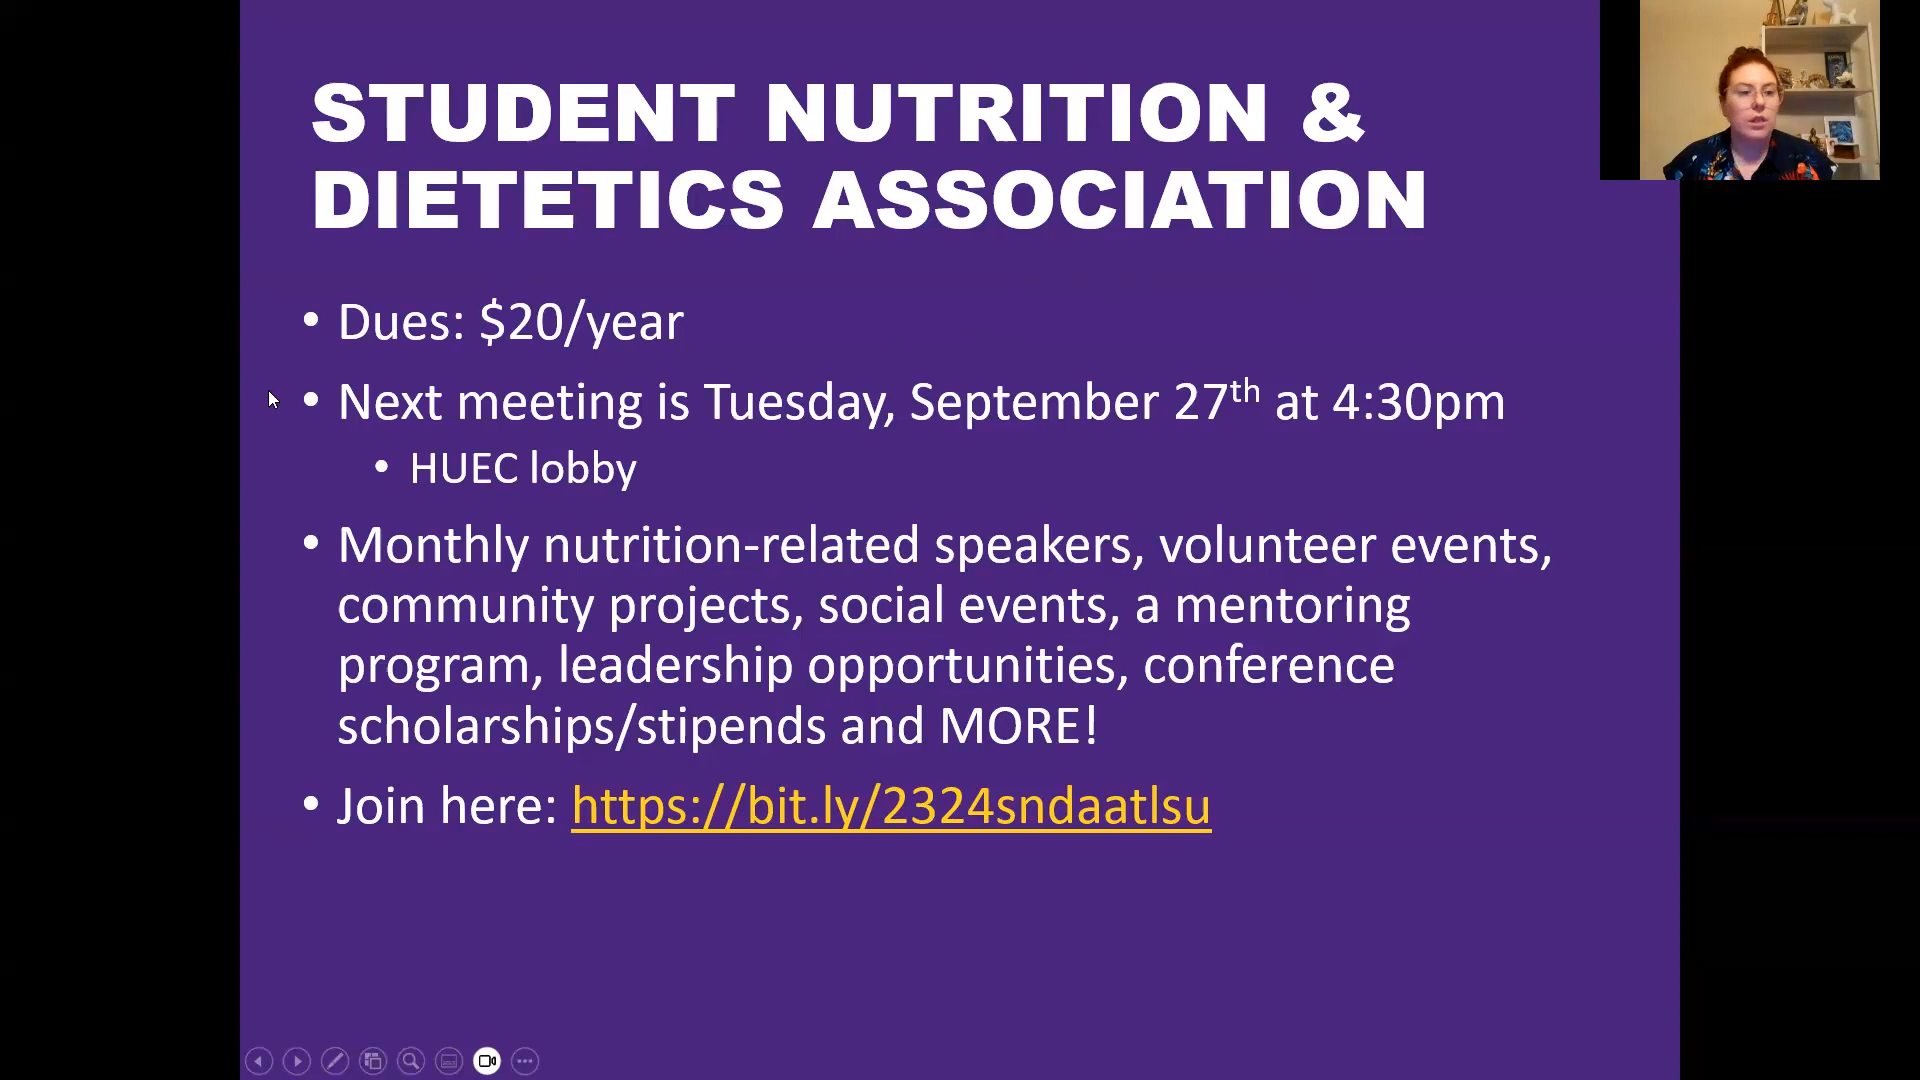 STUDENT NUTRITION &
DIETETICS ASSOCIATION
• Dues: $20/year
• Next meeting is Tuesday, September 27th at 4:30pm
• HUEC lobby
• Monthly nutrition-related speakers, volunteer events,
community projects, social events, a mentoring
program, leadership opportunities, conference
scholarships/stipends and MORE!
• Join here: https://bit.ly/2324sndaatlsu